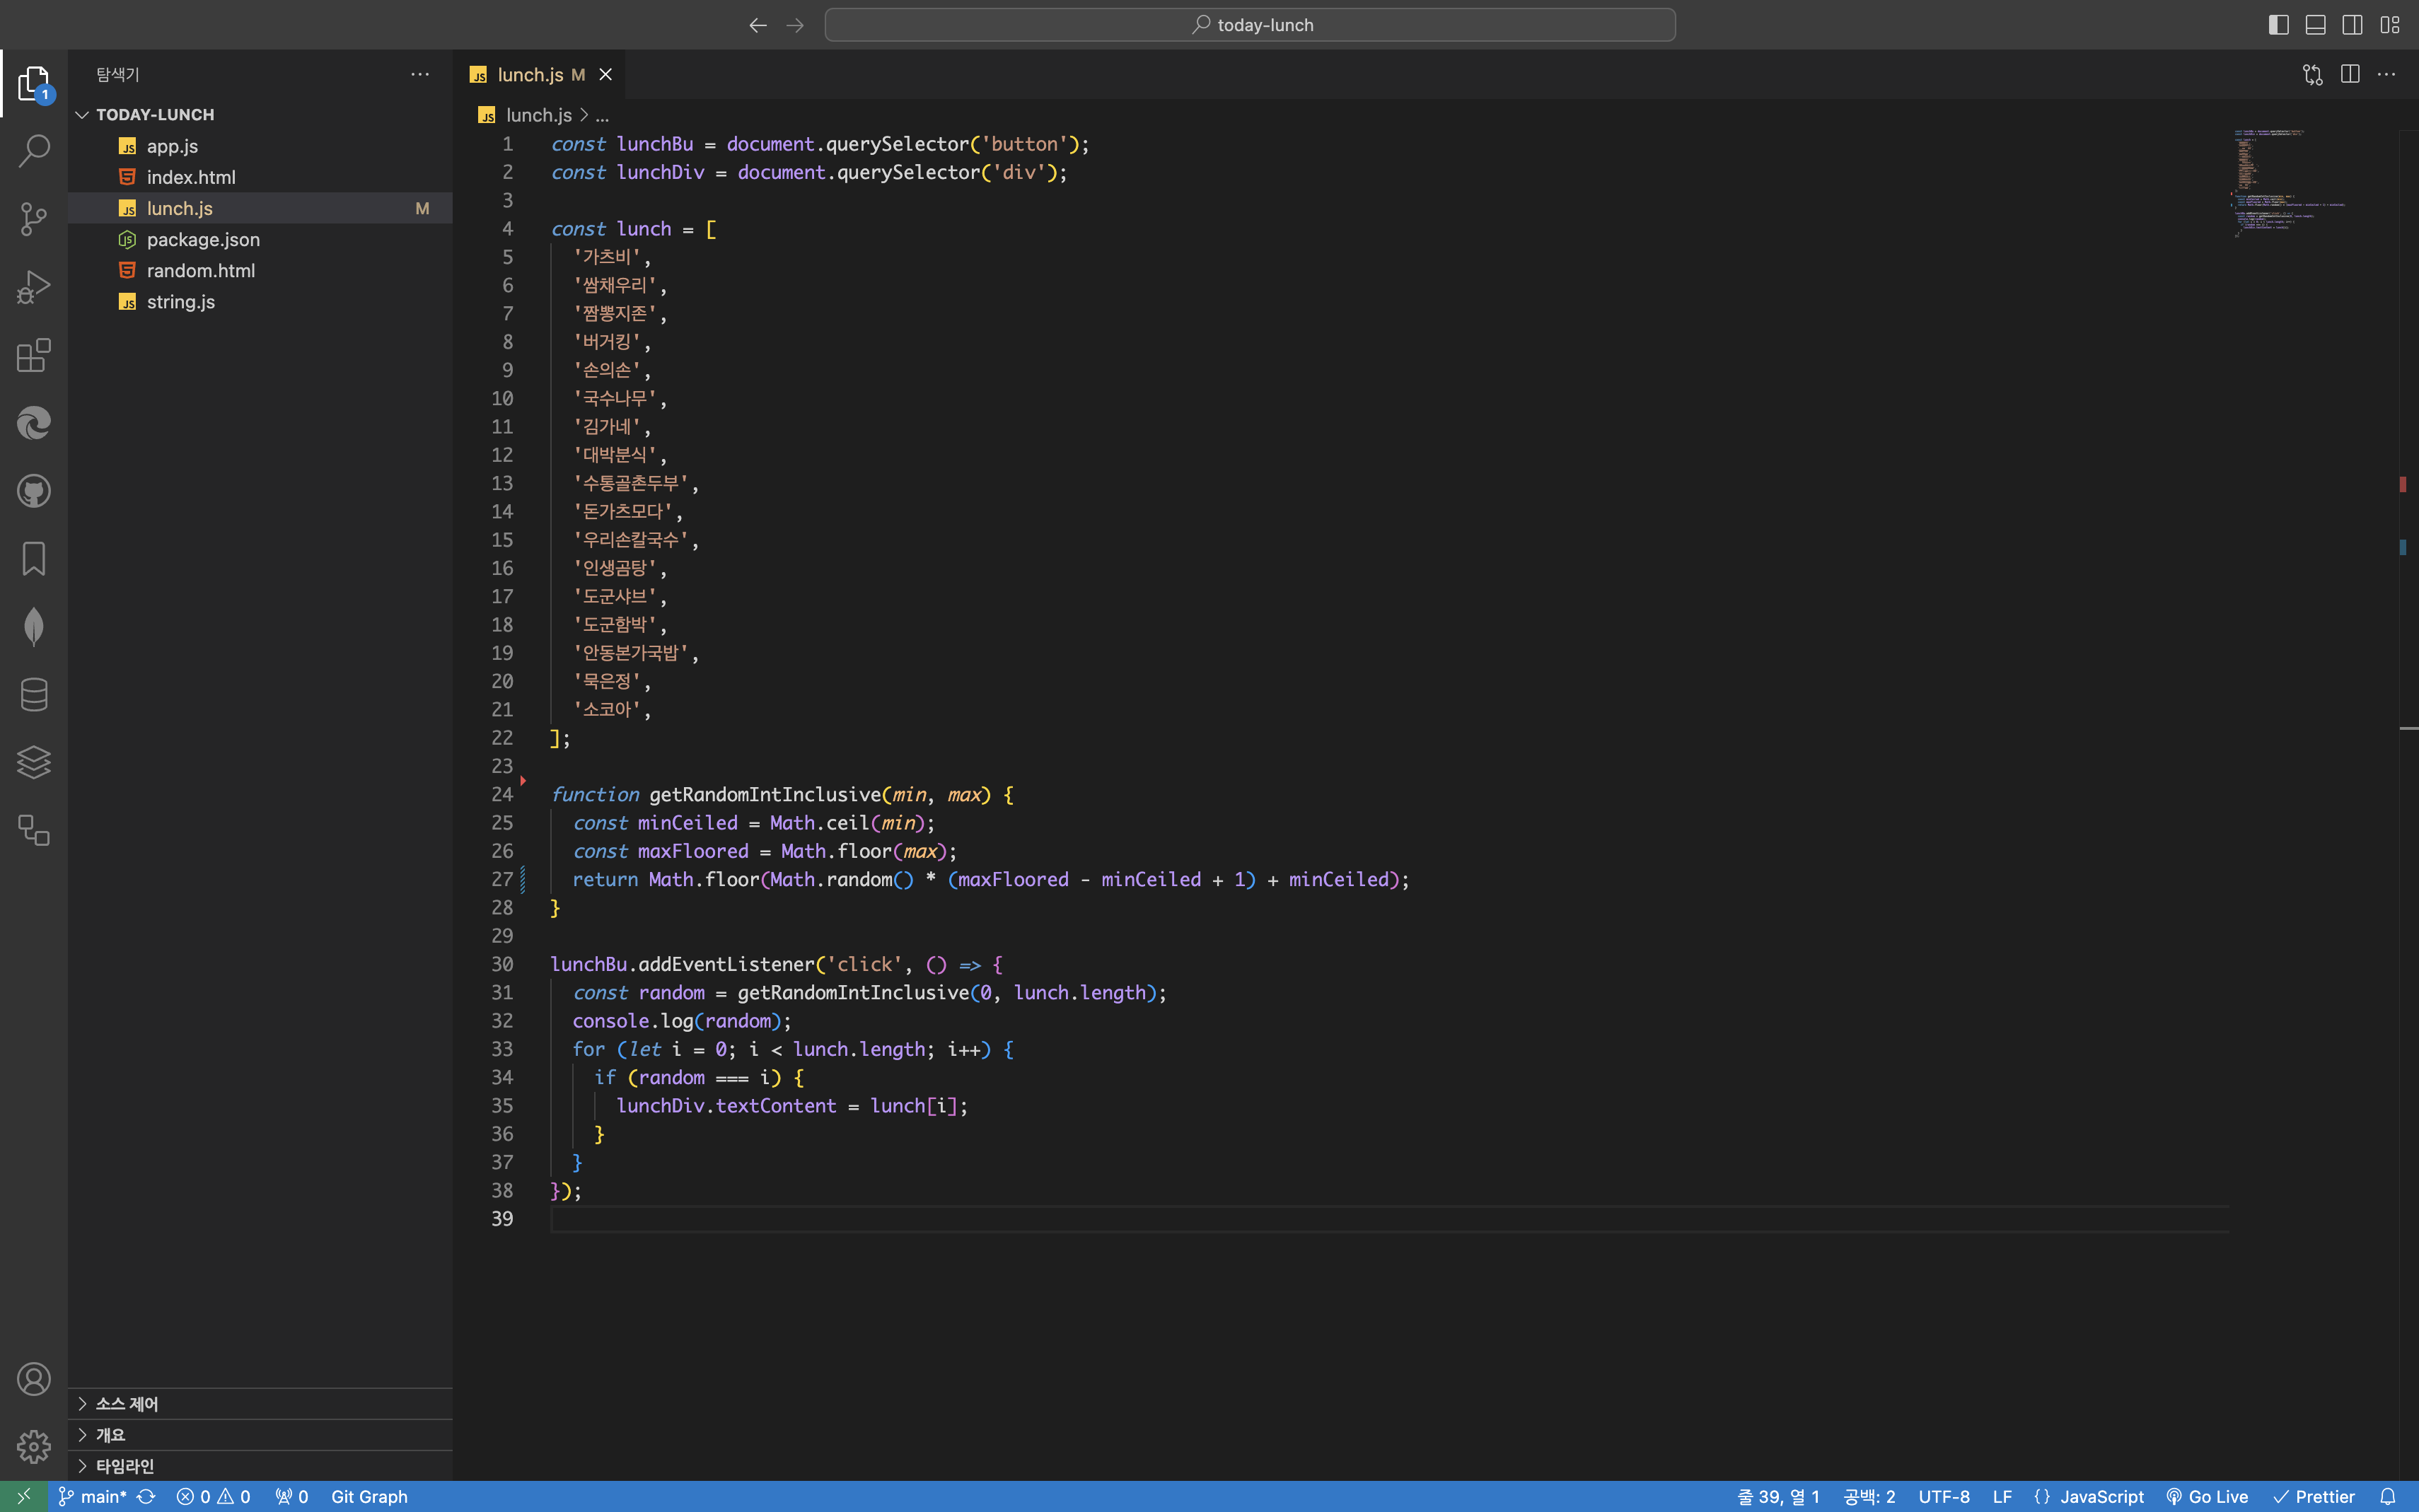 today-lunch
탐색기
1
TODAY-LUNCH
app.js
index.html
lunch.js M
package.json
random.html
string.js
소스 제어
개요
타임라인
lunch.js M
lunch.js > ...
1 const lunchBu = document.querySelector('button');
2 const lunchDiv = document.querySelector('div');
3
4 const lunch = [
5 '가츠비',
6 '쌈채우리',
7 '짬뽕지존',
8 '버거킹',
9 '손의손',
10 '국수나무',
11 '김가네',
12 '대박분식',
13 '수통골촌두부',
14 '돈가츠모다',
15 '우리손칼국수',
16 '인생곰탕',
17 '도군샤브',
18 '도군함박',
19 '안동본가국밥',
20 '묵은정',
21 '소코아',
22 ];
23
24 function getRandomIntInclusive(min, max) {
25 const minCeiled = Math.ceil(min);
26 const maxFloored = Math.floor(max);
27 return Math.floor(Math.random() * (maxFloored - minCeiled + 1) + minCeiled);
28 }
29
30 lunchBu.addEventListener('click', () => {
31 const random = getRandomIntInclusive(0, lunch.length);
32 console.log(random);
33 for (let i = 0; i < lunch.length; i++) {
34 if (random === i) {
35 lunchDiv.textContent = lunch[i];
36 }
37 }
38 });
39
main* 0 0 0 Git Graph 줄 39, 열 1 공백: 2 UTF-8 LF {} JavaScript Go Live Prettier